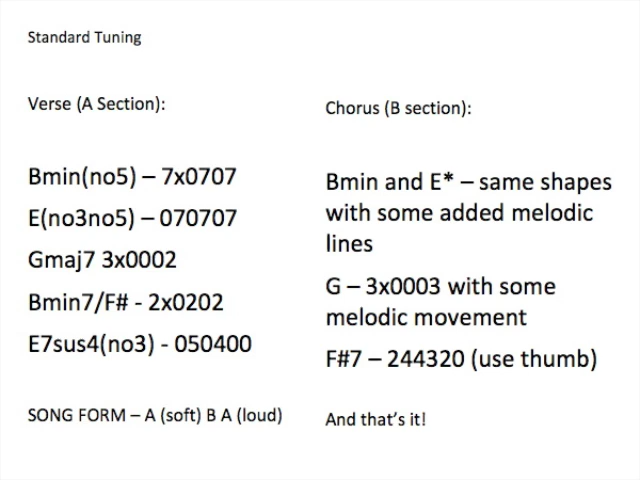 Standard Tuning
Verse (A Section):
Bmin(no5) – 7x0707
E(no3no5) – 070707
Gmaj7 3x0002
Bmin7/F# - 2x0202
E7sus4(no3) - 050400
SONG FORM – A (soft) B A (loud)
Chorus (B section):
Bmin and E* – same shapes
with some added melodic
lines
G – 3x0003 with some
melodic movement
F#7 – 244320 (use thumb)
And that’s it!